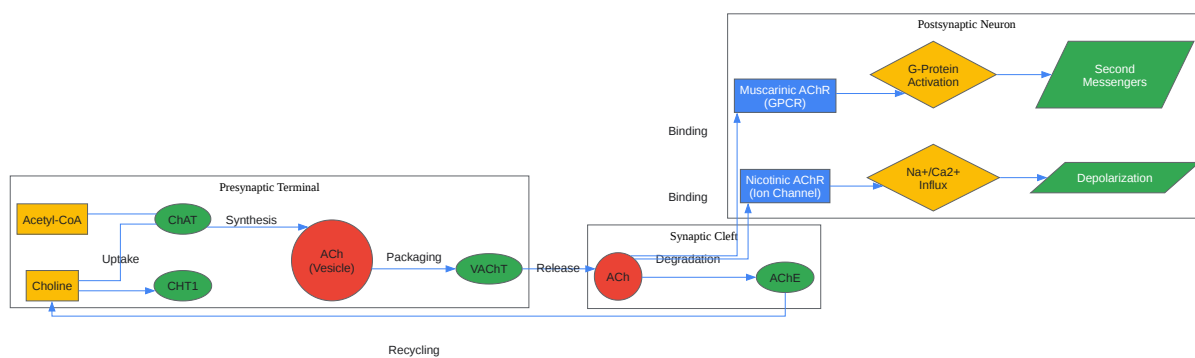 Postsynaptic Neuron
G-Protein
Activation
Second
Messengers
Muscarinic AChR
(GPCR)
Binding
Nicotinic AChR
(Ion Channel)
Na+/Ca2+
Influx
Depolarization
Binding
Presynaptic Terminal
Acetyl-CoA
ChAT
Synthesis
ACh
(Vesicle)
Packaging
VAChT
Uptake
Choline
CHT1
Release
Synaptic Cleft
Degradation
ACh
AChE
Recycling